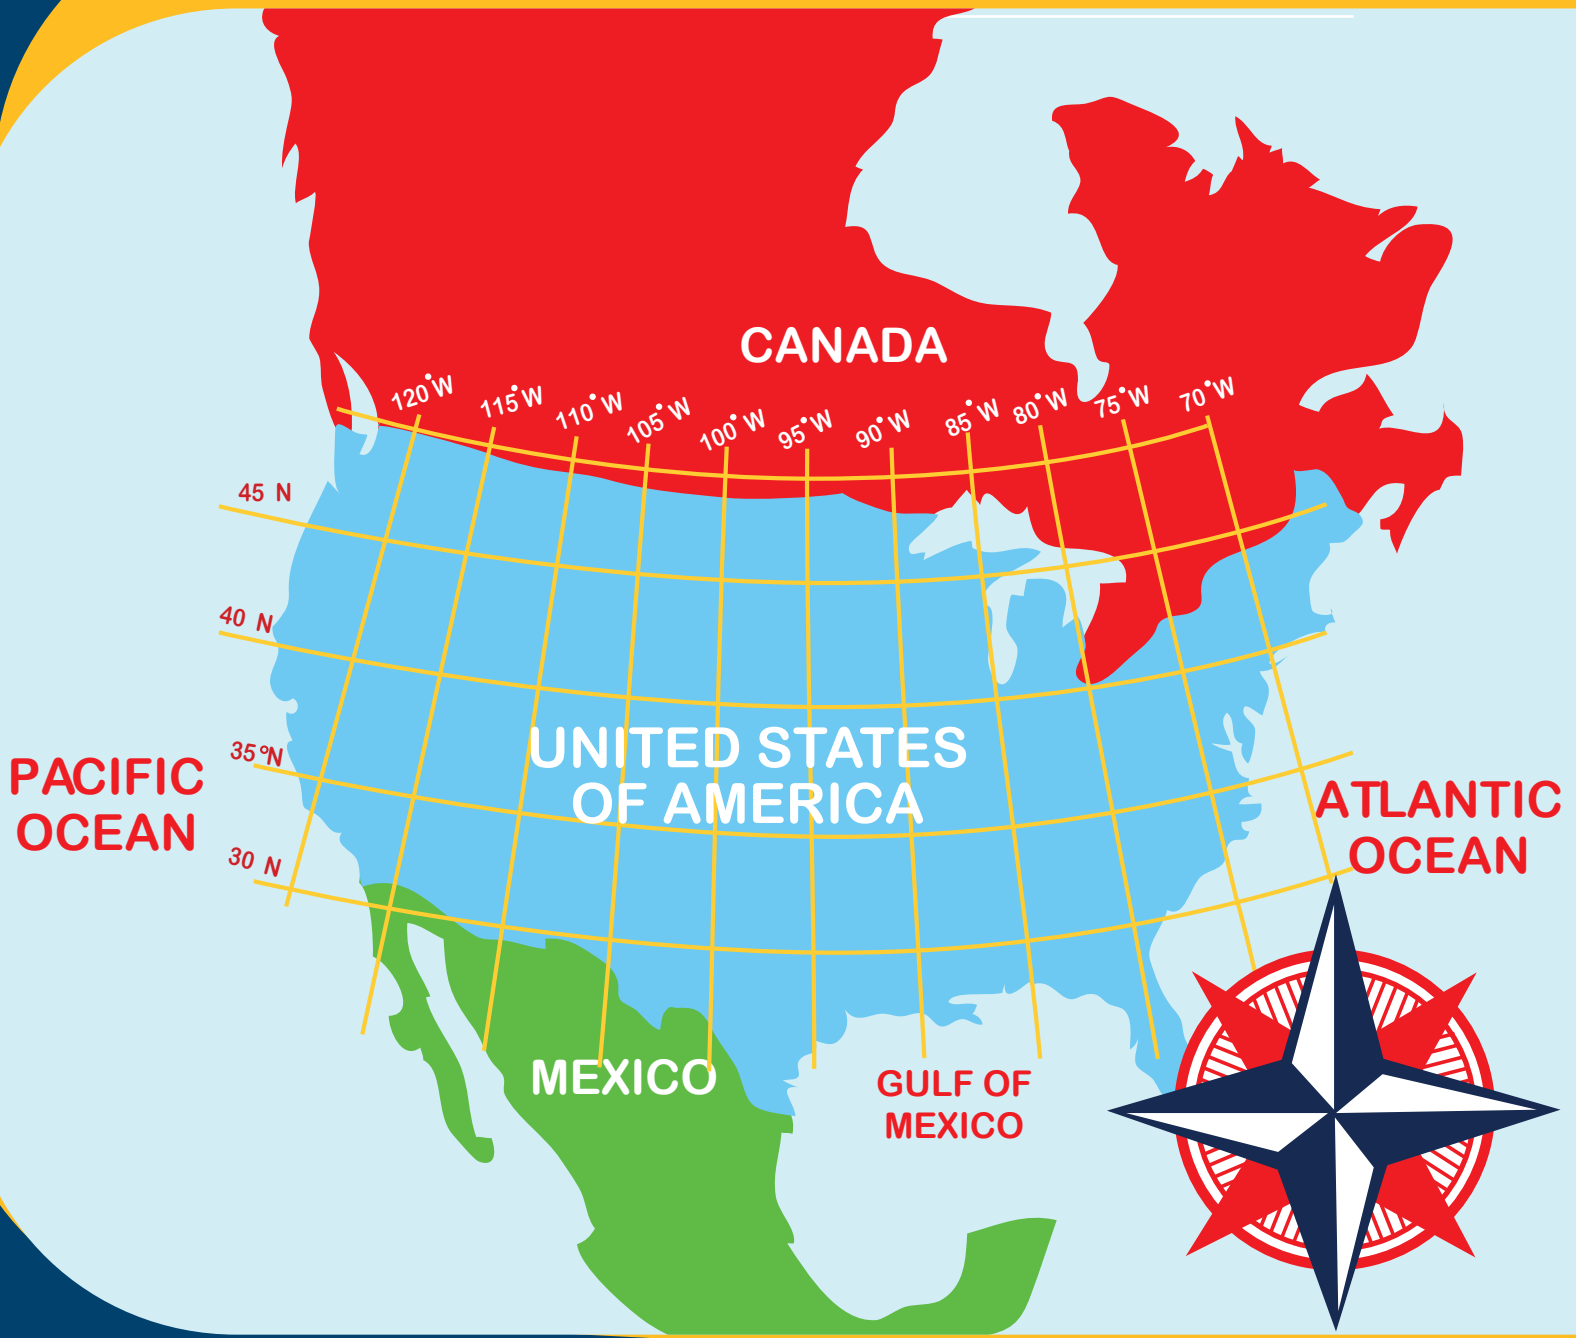 CANADA
120°W
115°W
110°W
105°W
100°W
95°W
90°W
85°W
80°W
75°W
70°W
45 N
40 N
35°N
30 N
UNITED STATES
OF AMERICA
PACIFIC
OCEAN
ATLANTIC
OCEAN
MEXICO
GULF OF
MEXICO